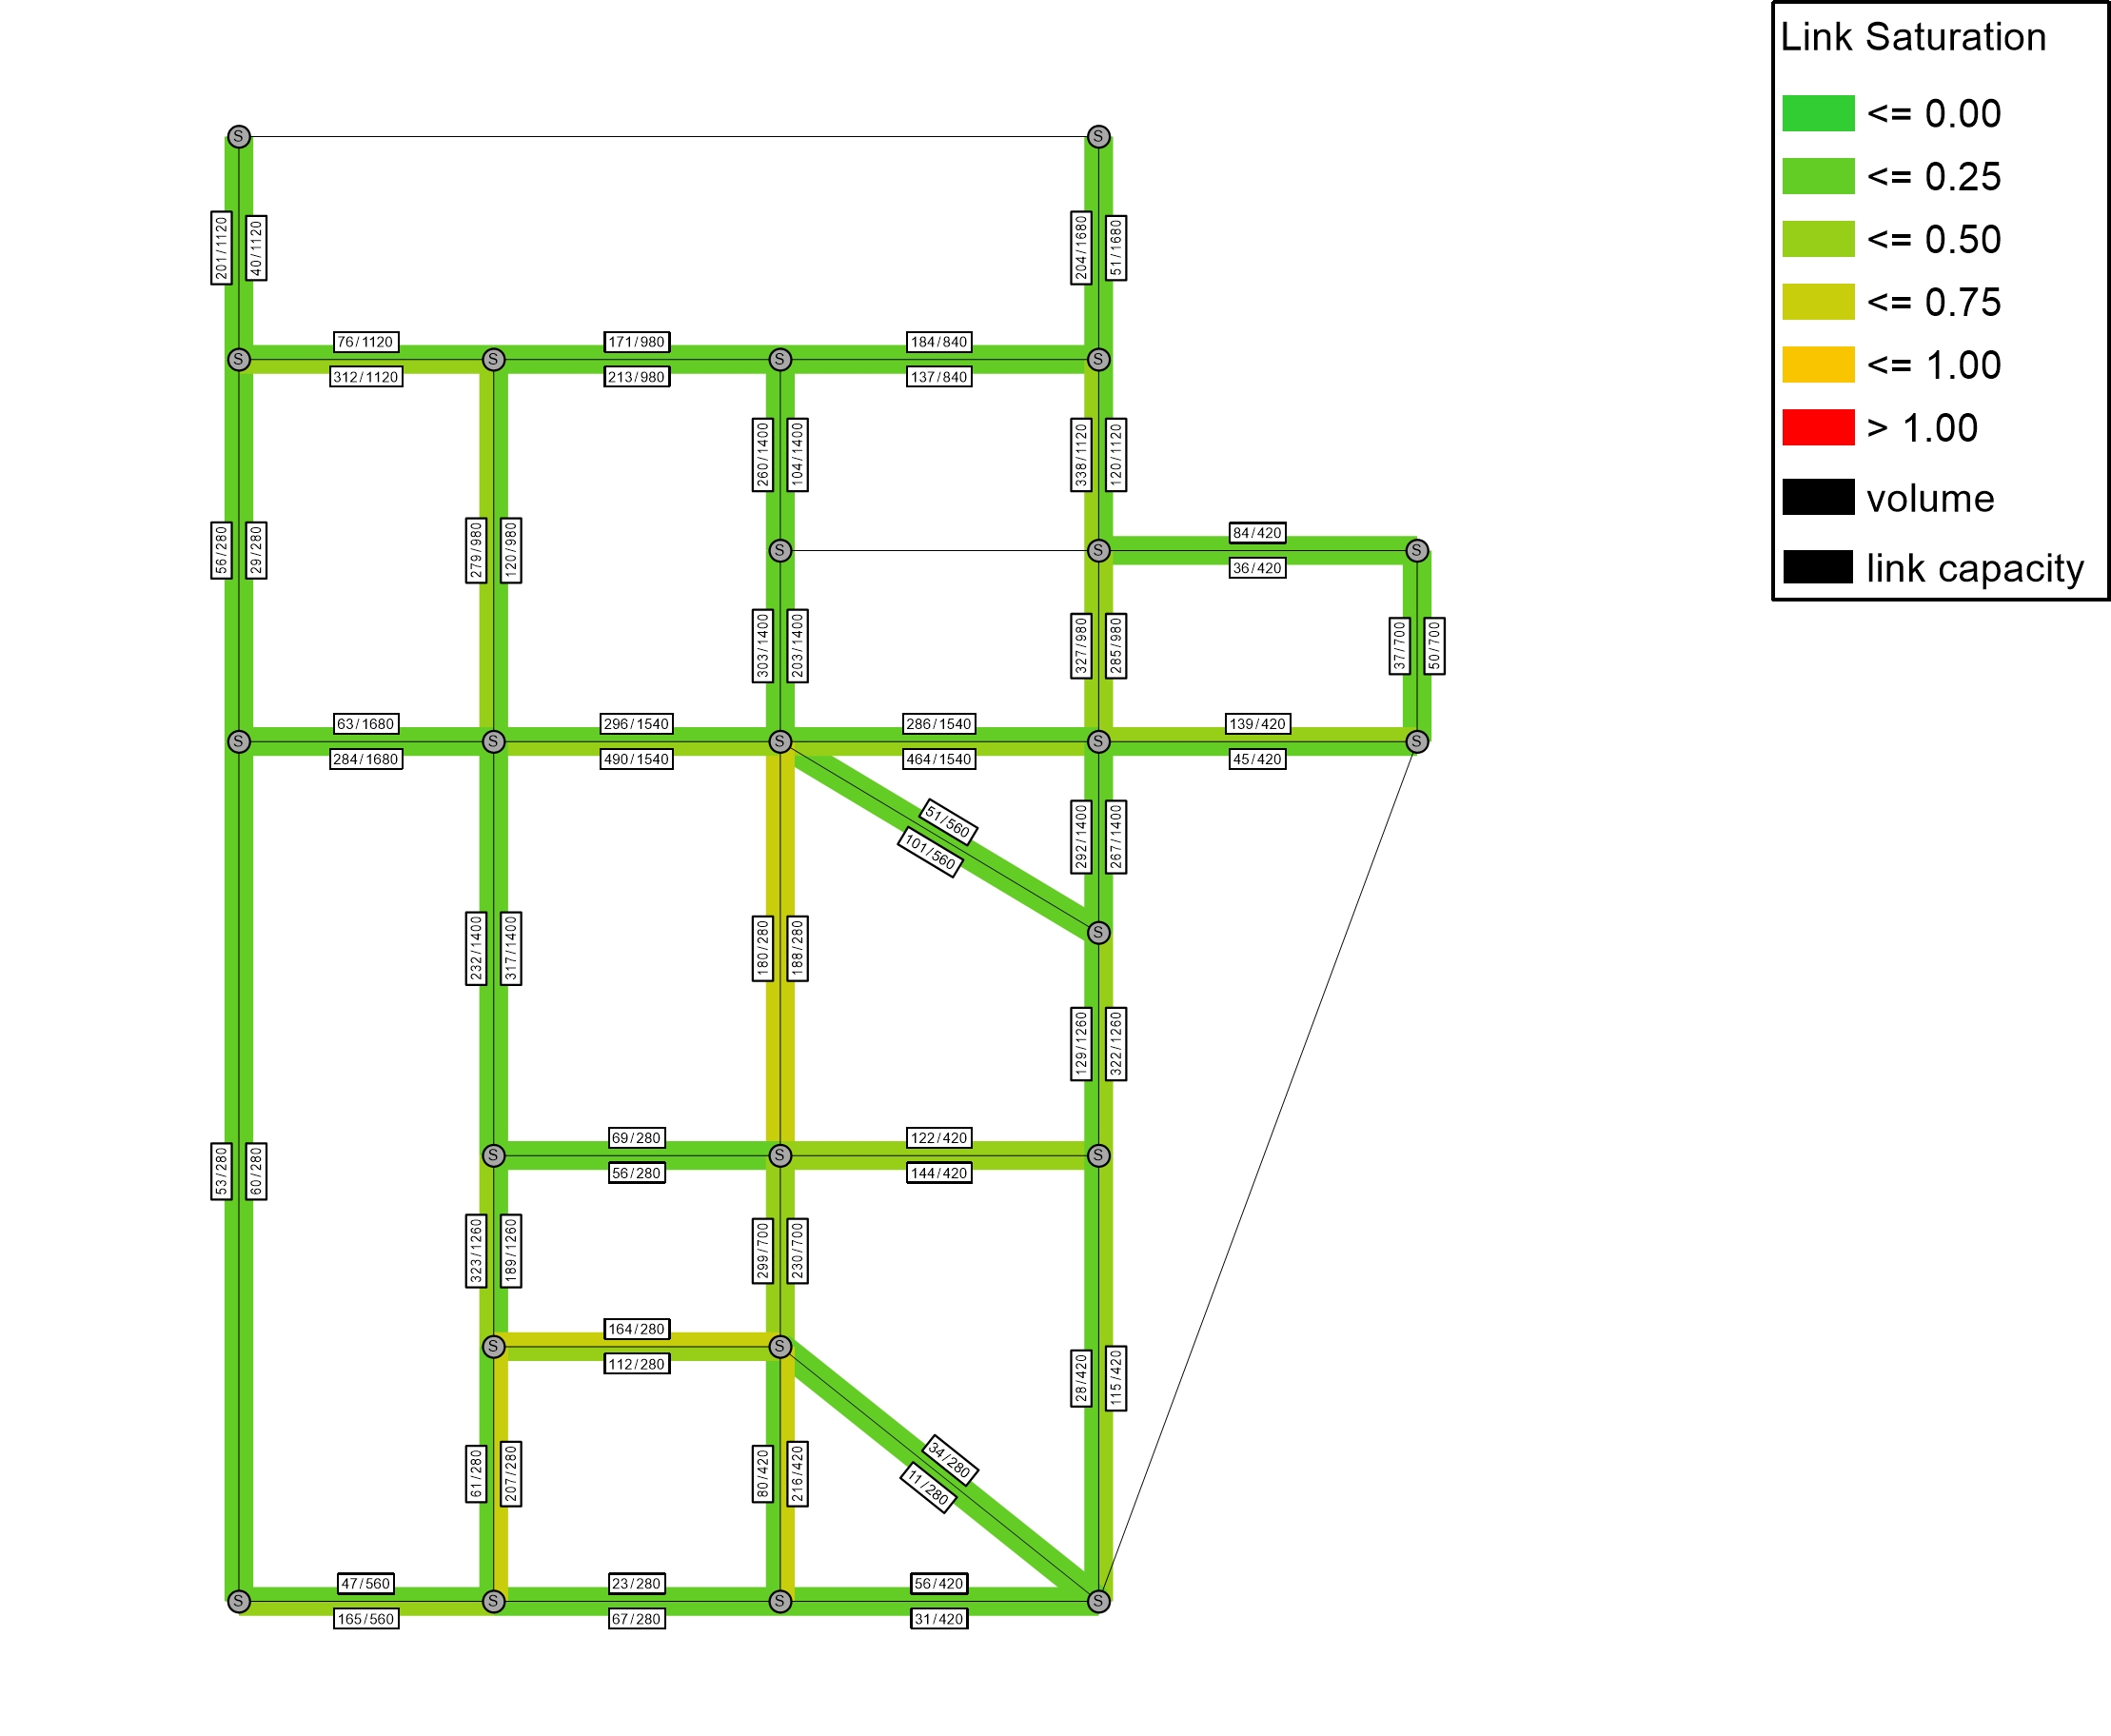 Link Saturation
<= 0.00
<= 0.25
<= 0.50
<= 0.75
<= 1.00
> 1.00
volume
link capacity
S
S
201/1120
40/1120
204/1680
51/1680
76/1120
171/980
184/840
S
S
S
S
312/1120
213/980
137/840
260/1400
104/1400
338/1120
120/1120
56/280
29/280
279/980
120/980
84/420
S
S
S
36/420
303/1400
203/1400
327/980
285/980
37/700
50/700
63/1680
296/1540
286/1540
139/420
S
S
S
S
S
284/1680
490/1540
464/1540
45/420
51/560
101/560
292/1400
267/1400
S
232/1400
317/1400
180/280
188/280
129/1260
322/1260
69/280
122/420
S
S
S
53/280
60/280
56/280
144/420
323/1260
189/1260
299/700
230/700
164/280
S
S
112/280
28/420
115/420
61/280
207/280
80/420
216/420
34/280
11/280
47/560
23/280
56/420
S
S
S
S
165/560
67/280
31/420